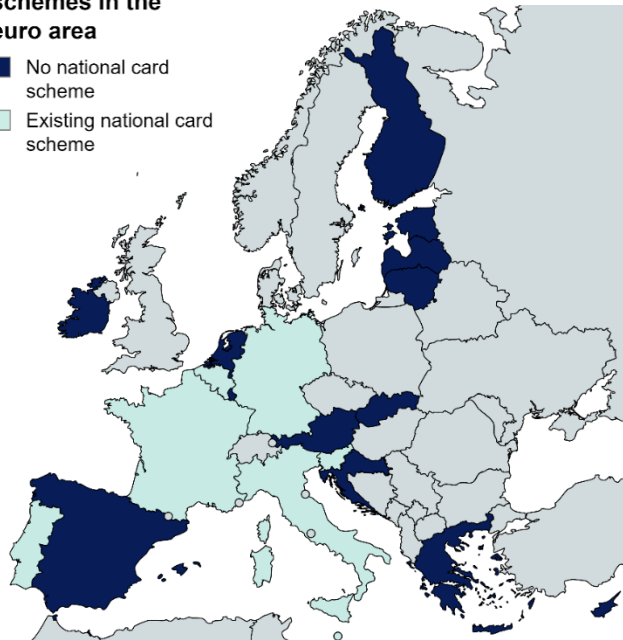 schemes in the
euro area
No national card
scheme
Existing national card
scheme